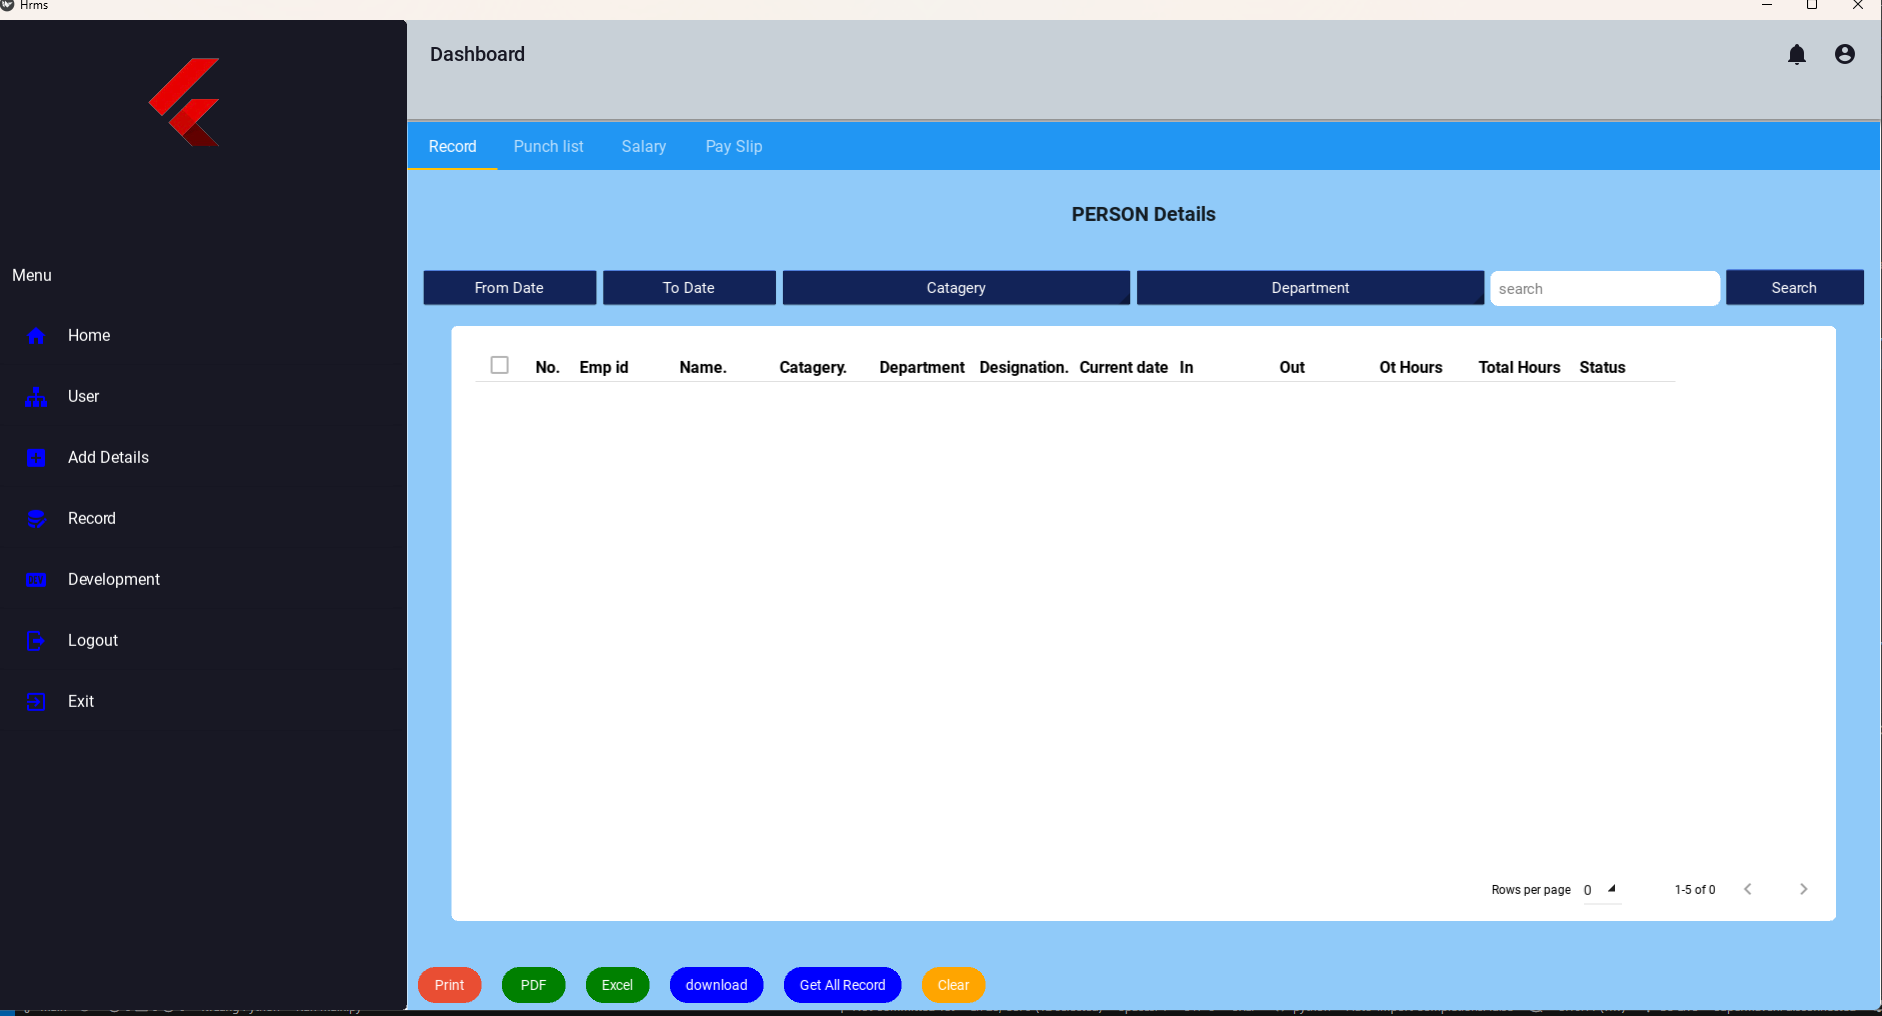 Hrms
Dashboard
Record Punch list Salary Pay Slip
PERSON Details
From Date To Date Catagery Department search Search
Menu
Home
User
Add Details
Record
Development
Logout
Exit
No. Emp id Name. Catagery. Department Designation. Current date In Out Ot Hours Total Hours Status
Rows per page 0 1-5 of 0
Print PDF Excel download Get All Record Clear